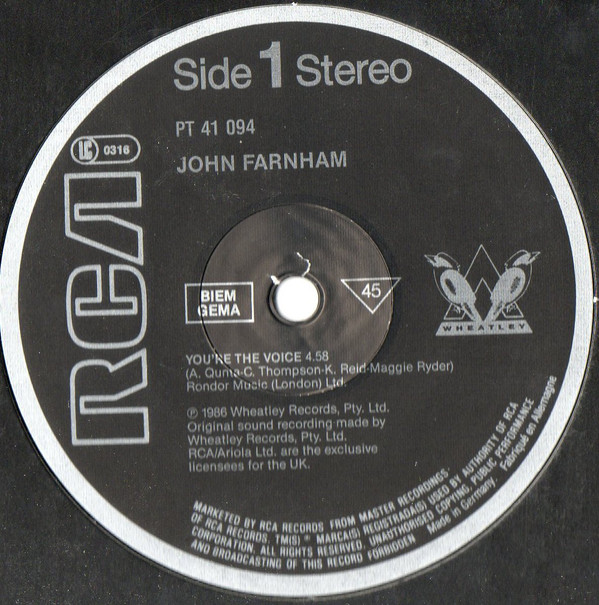 Side 1 Stereo
PT 41 094
LC 0316
JOHN FARNHAM
RCA
BIEM
GEMA
45
WHEATLEY
YOU'RE THE VOICE 4.58
(A. Qunta-C. Thompson-K. Reid-Maggie Ryder)
Rondor Music (London) Ltd.
℗ 1986 Wheatley Records, Pty. Ltd.
Original sound recording made by
Wheatley Records, Pty. Ltd.
RCA/Ariola Ltd. are the exclusive
licensees for the UK.
MARKETED BY RCA RECORDS FROM MASTER RECORDINGS.
OF RCA RECORDS, TM(S) ® MARCA(S) REGISTRADA(S) USED BY AUTHORITY OF RCA
CORPORATION. ALL RIGHTS RESERVED. UNAUTHORISED COPYING, PUBLIC PERFORMANCE
AND BROADCASTING OF THIS RECORD FORBIDDEN
Made in Germany.
Fabriqué en Allemagne